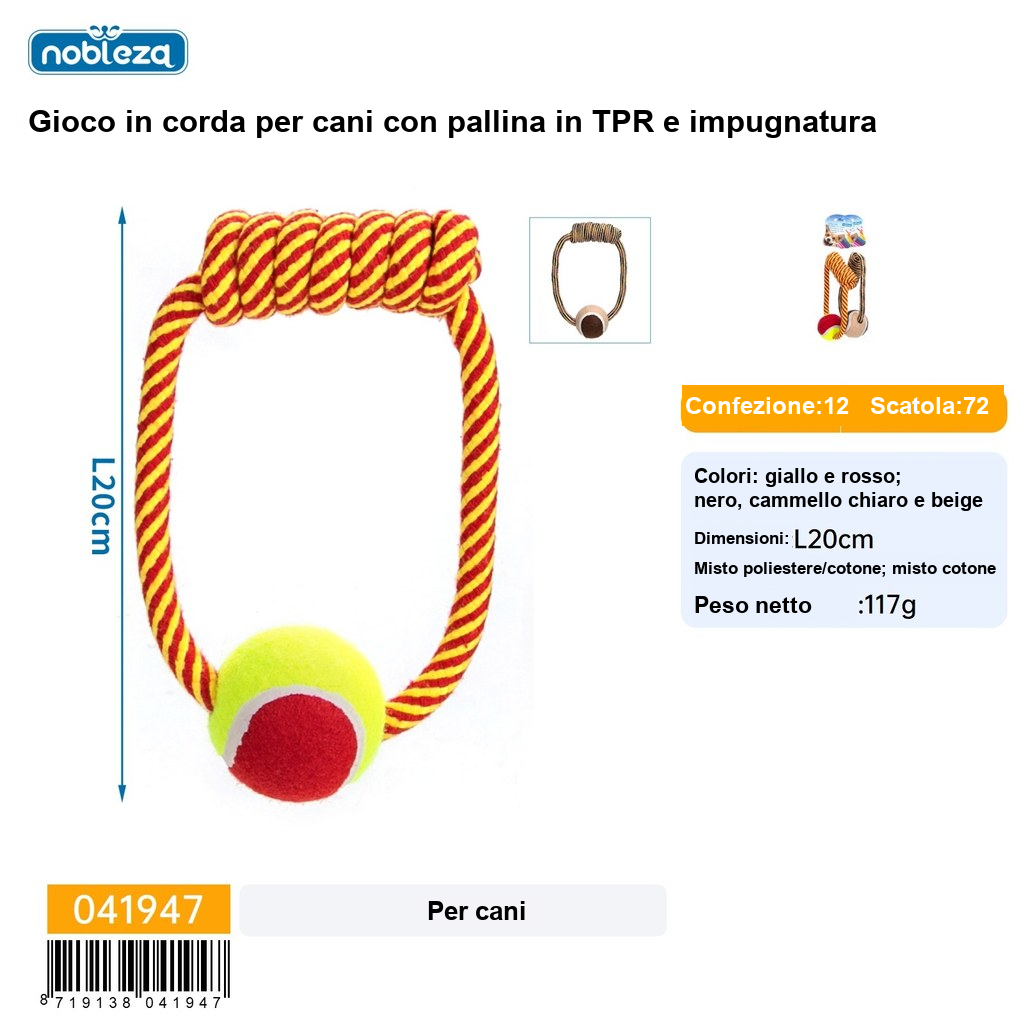 nobleza
Gioco in corda per cani con pallina in TPR e impugnatura
L20cm
Confezione:12 Scatola:72
Colori: giallo e rosso;
nero, cammello chiaro e beige
Dimensioni: L20cm
Misto poliestere/cotone; misto cotone
Peso netto :117g
041947
Per cani
8 719138 041947